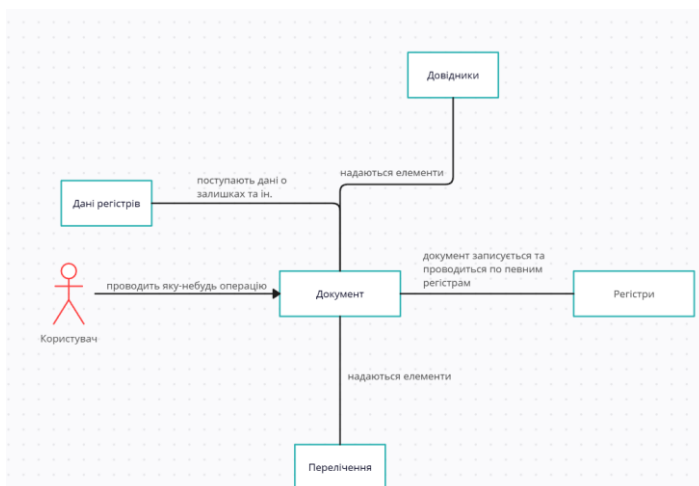 Довідники
надаються елементи
поступають дані о
залишках та ін.
Дані регістрів
документ записується та
проводиться по певним
регістрам
проводить яку-небудь операцію
Документ
Регістри
Користувач
надаються елементи
Перелічення